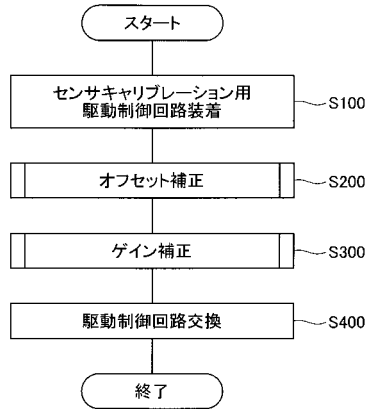 スタート
センサキャリブレーション用
駆動制御回路装着
S100
オフセット補正
S200
ゲイン補正
S300
駆動制御回路交換
S400
終了